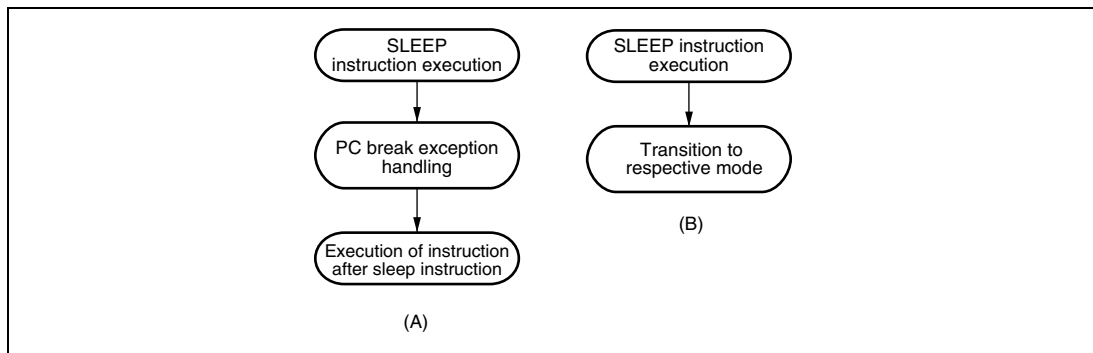 SLEEP
instruction execution
PC break exception
handling
Execution of instruction
after sleep instruction
(A)
SLEEP instruction
execution
Transition to
respective mode
(B)